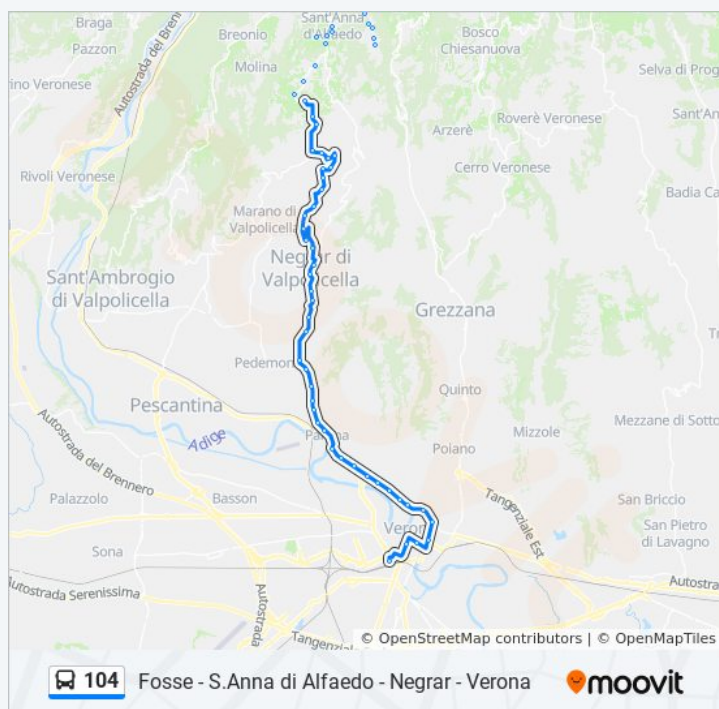 Braga
Pazzon
Breonio
Sant'Anna
d'Alfaedo
Bosco
Chiesanuova
Molina
Selva di Prog
Autostrada del Brennero
rino Veronese
Roverè Veronese
Sant'An
Arzerè
Cerro Veronese
Rivoli Veronese
Badia Ca
Marano di
Valpolicella
Negrar di
Valpolicella
Sant'Ambrogio
di Valpolicella
Grezzana
Tr
Pedemont
Quinto
Pescantina
Mezzane di Sotto
Mizzole
Adige
Parona
Poiano
Autostrada del Brennero
Palazzolo
Basson
Tangenziale Est
San Briccio
Sona
Verona
San Pietro
di Lavagno
Autostrada Serenissima
Autostrada
Autostra
Tangenziale
© OpenStreetMap contributors | © OpenMapTiles
104 Fosse - S.Anna di Alfaedo - Negrar - Verona moovit